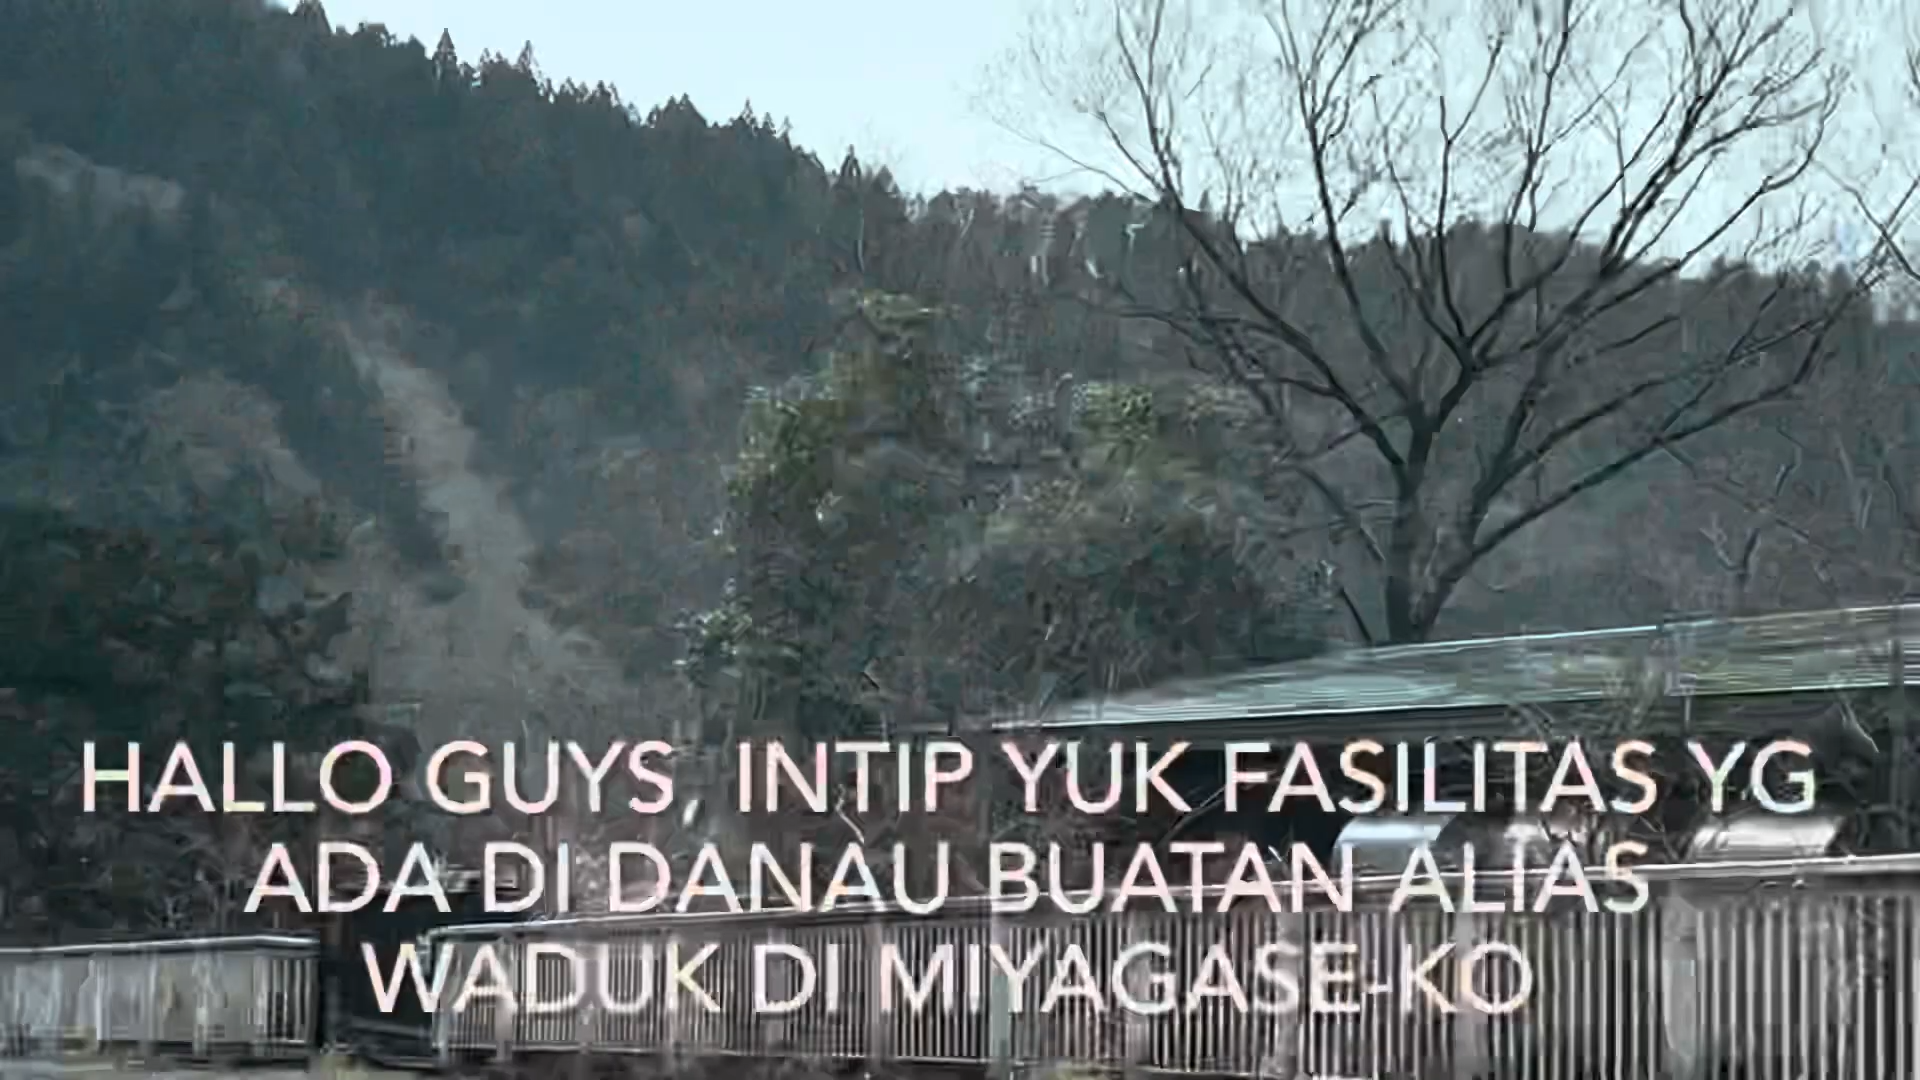 HALLO GUYS, INTIP YUK FASILITAS YG
ADA DI DANAU BUATAN ALIAS
WADUK DI MIYAGASE-KO